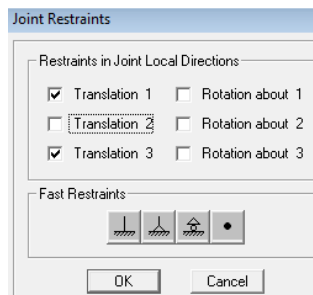 Joint Restraints
Restraints in Joint Local Directions
Translation 1 Rotation about 1
Translation 2 Rotation about 2
Translation 3 Rotation about 3
Fast Restraints
OK Cancel